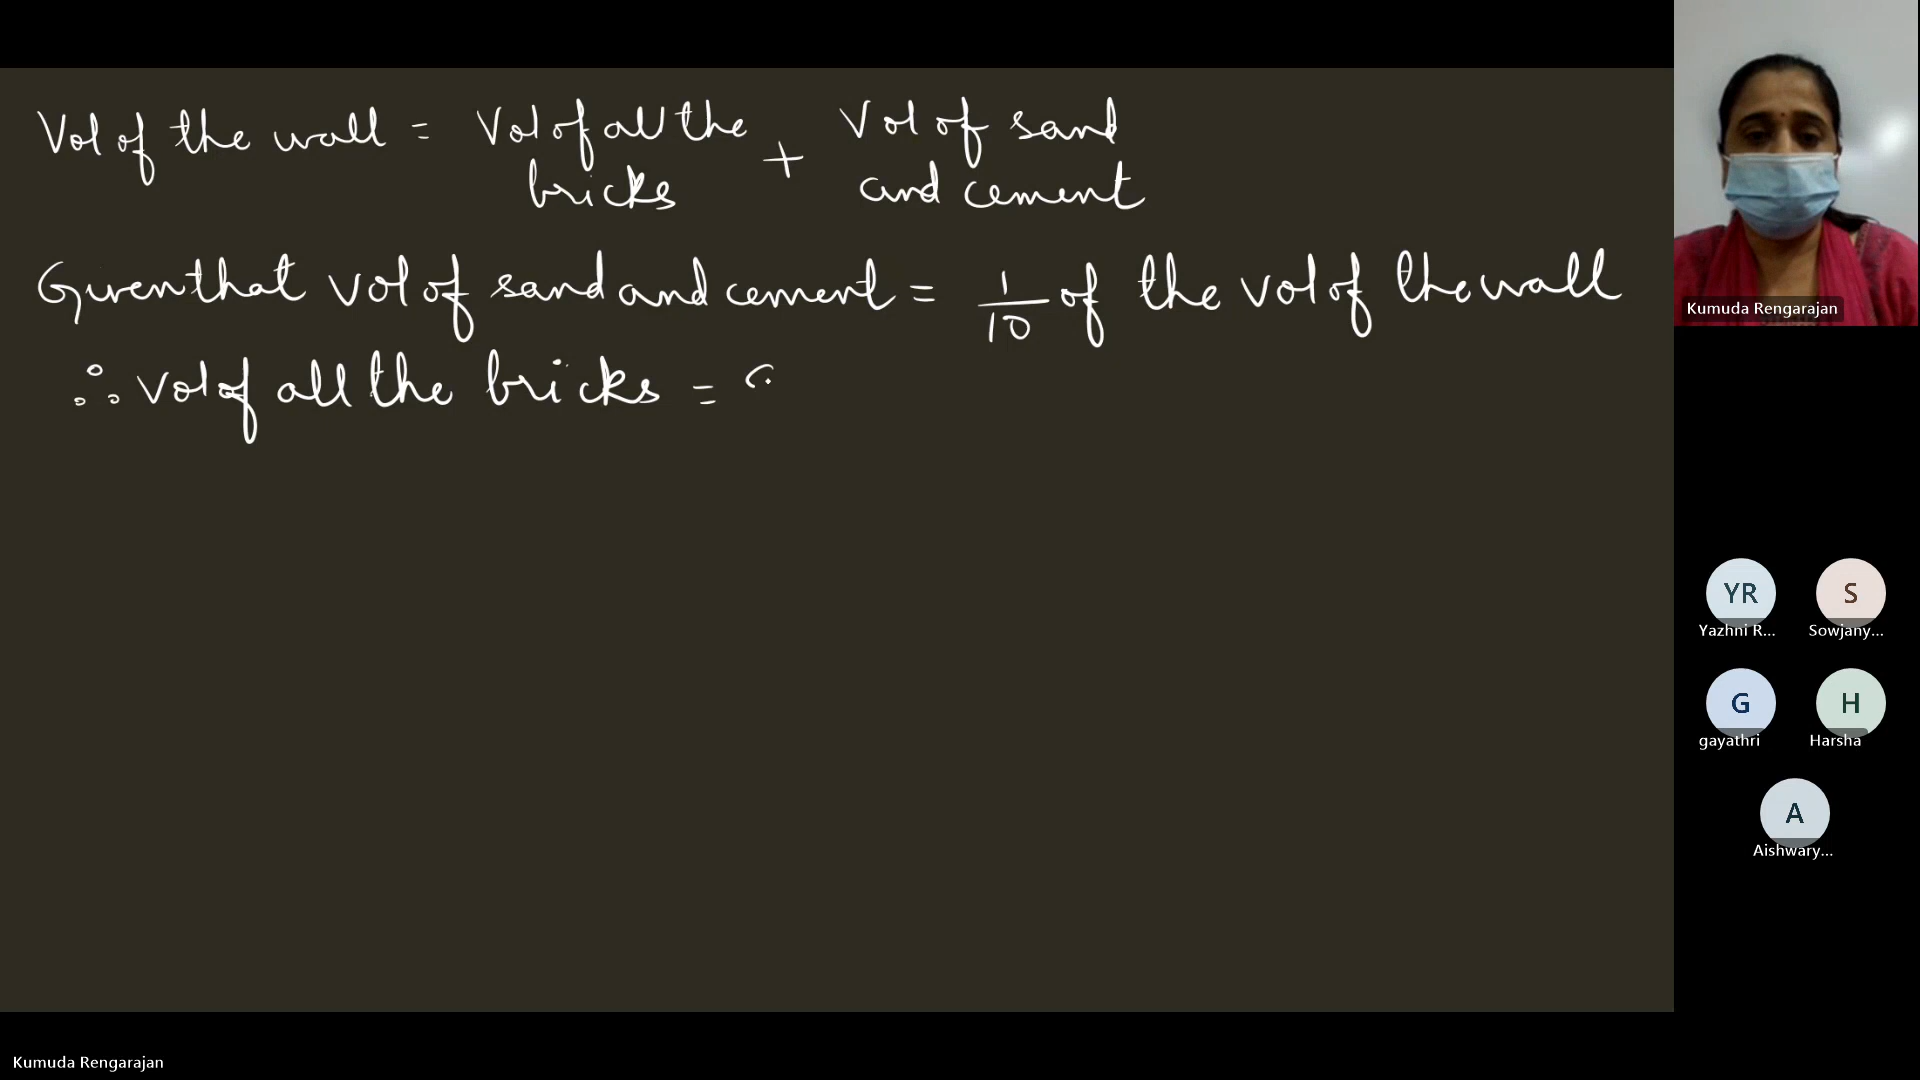 Vol of the wall = Vol of all the bricks + Vol of sand and cement
Given that vol of sand and cement = 1/10 of the vol of the wall
∴ vol of all the bricks =
Kumuda Rengarajan
YR
Yazhni R...
S
Sowjany...
G
gayathri
H
Harsha
A
Aishwary...
Kumuda Rengarajan